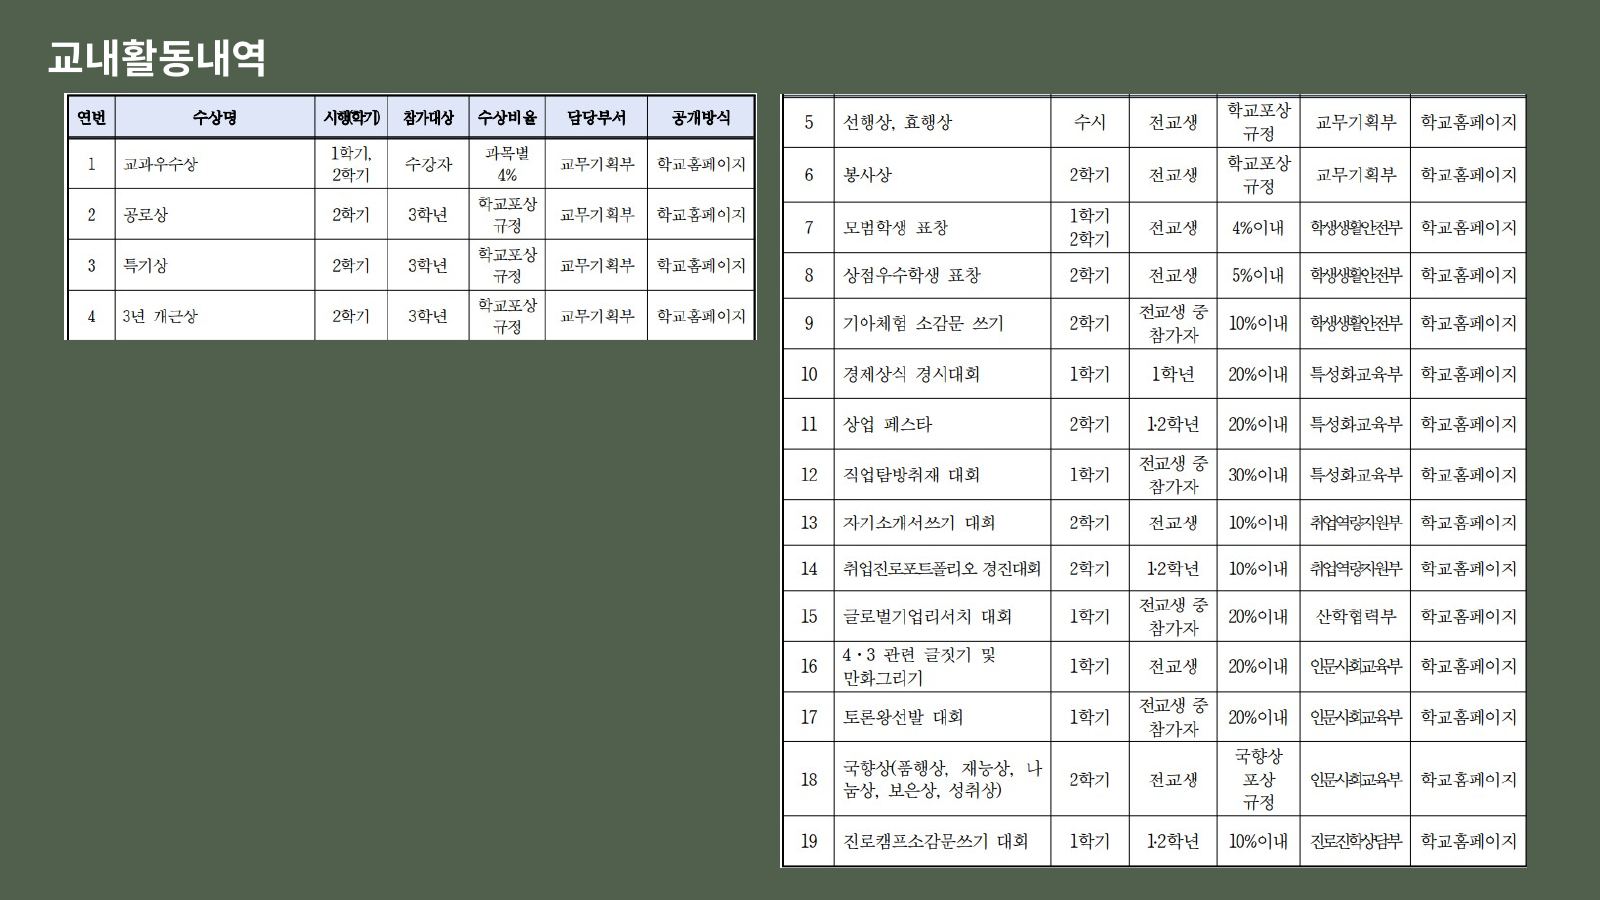 교내활동내역
연번 수상명 시행(학기) 참가대상 수상비율 담당부서 공개방식
1 교과우수상 1학기, 2학기 수강자 과목별 4% 교무기획부 학교홈페이지
2 공로상 2학기 3학년 학교포상 규정 교무기획부 학교홈페이지
3 특기상 2학기 3학년 학교포상 규정 교무기획부 학교홈페이지
4 3년 개근상 2학기 3학년 학교포상 규정 교무기획부 학교홈페이지
5 선행상, 효행상 수시 전교생 학교포상 규정 교무기획부 학교홈페이지
6 봉사상 2학기 전교생 학교포상 규정 교무기획부 학교홈페이지
7 모범학생 표창 1학기 2학기 전교생 4%이내 학생생활안전부 학교홈페이지
8 상점우수학생 표창 2학기 전교생 5%이내 학생생활안전부 학교홈페이지
9 기아체험 소감문 쓰기 2학기 전교생 중 참가자 10%이내 학생생활안전부 학교홈페이지
10 경제상식 경시대회 1학기 1학년 20%이내 특성화교육부 학교홈페이지
11 상업 페스타 2학기 1·2학년 20%이내 특성화교육부 학교홈페이지
12 직업탐방취재 대회 1학기 전교생 중 참가자 30%이내 특성화교육부 학교홈페이지
13 자기소개서쓰기 대회 2학기 전교생 10%이내 취업역량지원부 학교홈페이지
14 취업진로포트폴리오 경진대회 2학기 1·2학년 10%이내 취업역량지원부 학교홈페이지
15 글로벌기업리서치 대회 1학기 전교생 중 참가자 20%이내 산학협력부 학교홈페이지
16 4·3 관련 글짓기 및 만화그리기 1학기 전교생 20%이내 인문사회교육부 학교홈페이지
17 토론왕선발 대회 1학기 전교생 중 참가자 20%이내 인문사회교육부 학교홈페이지
18 국향상(품행상, 재능상, 나눔상, 보은상, 성취상) 2학기 전교생 국향상 포상 규정 인문사회교육부 학교홈페이지
19 진로캠프소감문쓰기 대회 1학기 1·2학년 10%이내 진로진학상담부 학교홈페이지